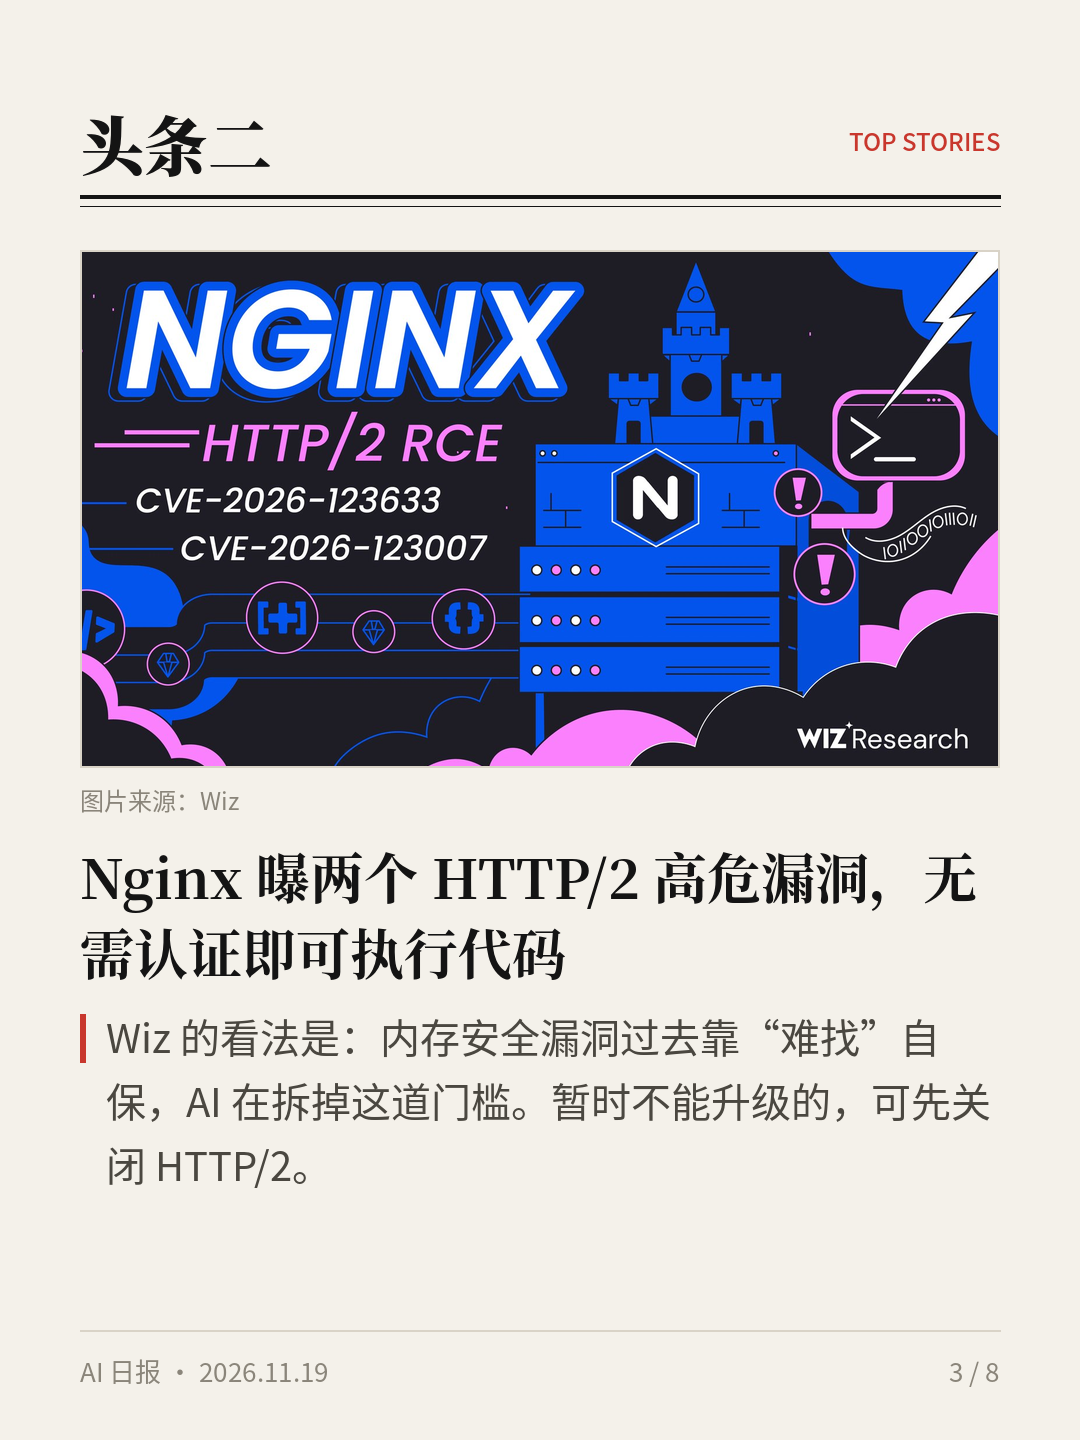 头条二
TOP STORIES
NGINX
HTTP/2 RCE
CVE-2026-123633
CVE-2026-123007
N
>_
!
!
/>
[+]
{}
WIZ Research
图片来源：Wiz
Nginx 曝两个 HTTP/2 高危漏洞，无
需认证即可执行代码
Wiz 的看法是：内存安全漏洞过去靠“难找”自
保，AI 在拆掉这道门槛。暂时不能升级的，可先关
闭 HTTP/2。
AI 日报 · 2026.11.19
3 / 8